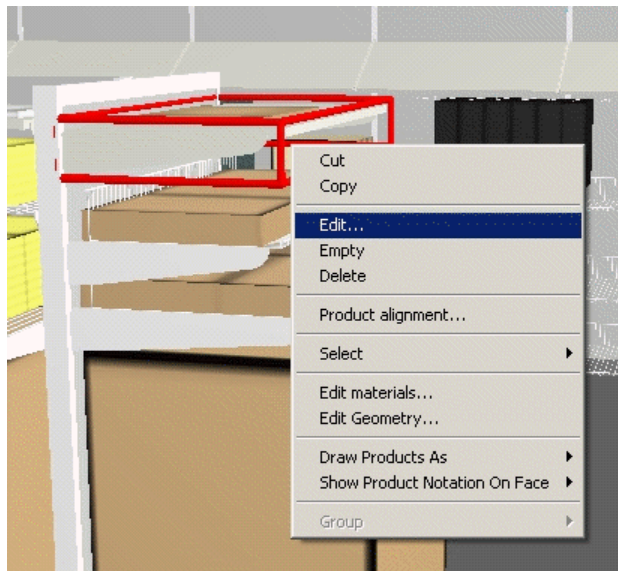 Cut
Copy
Edit...
Empty
Delete
Product alignment...
Select
Edit materials...
Edit Geometry...
Draw Products As
Show Product Notation On Face
Group